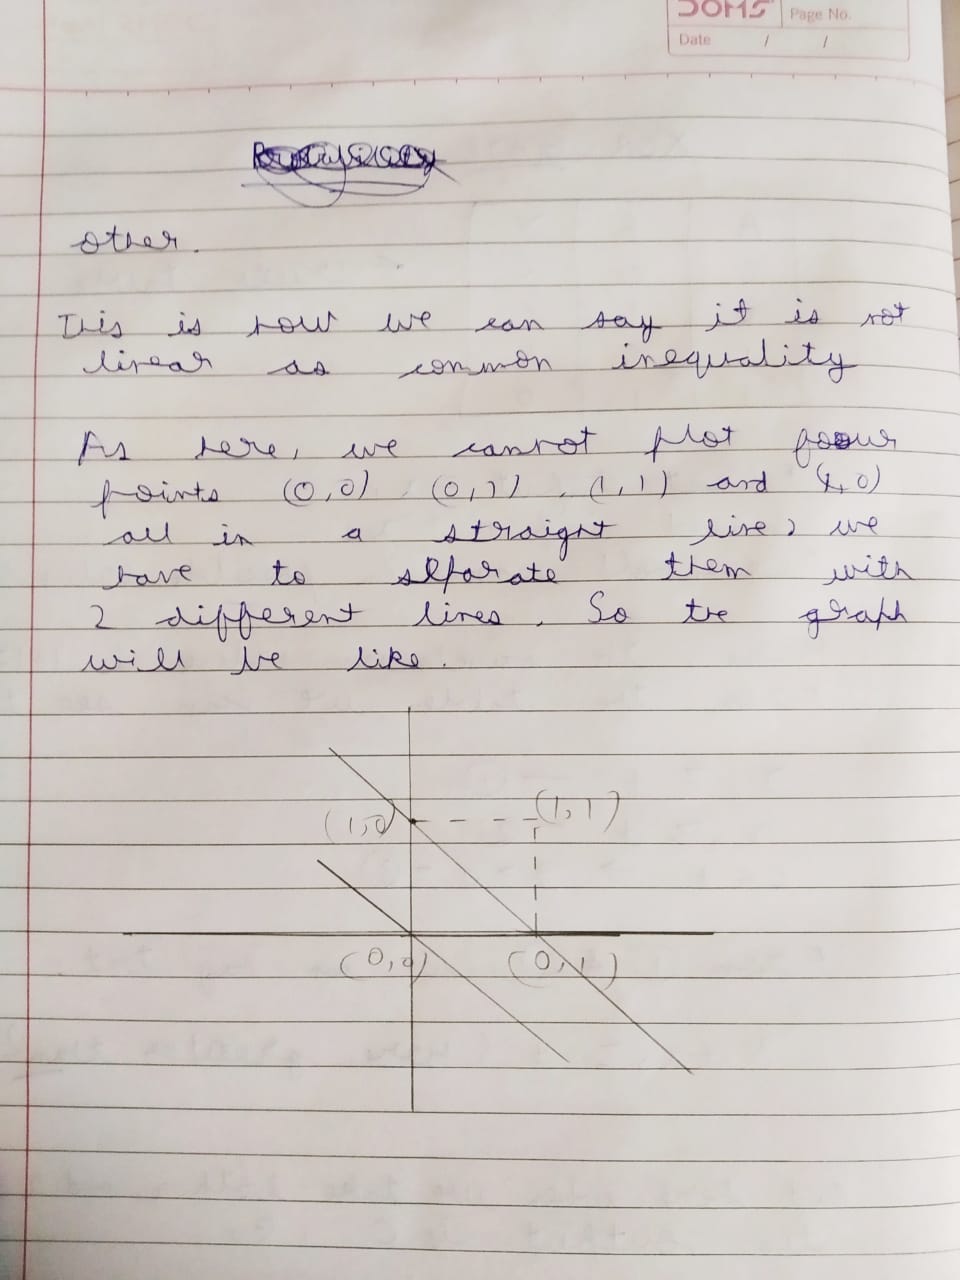 DOMS
Page No.
Date / /
other.
This is how we can say it is not
linear as common inequality
As here, we cannot plot four
points (0,0), (0,1), (1,1) and (1,0)
all in a straight line, we
have to separate them with
2 different lines. So the graph
will be like.
(1,0) (1,1)
(0,0) (0,1)